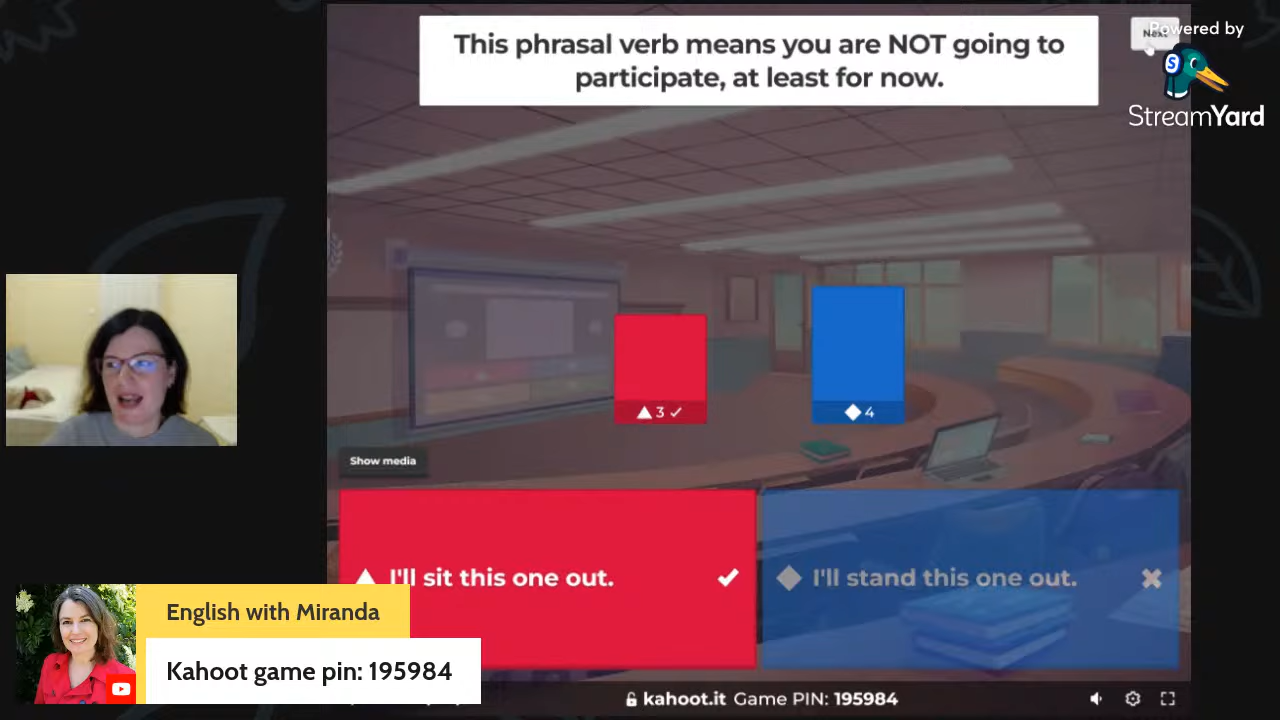 This phrasal verb means you are NOT going to
participate, at least for now.
Next
Powered by
StreamYard
3
4
Show media
I'll sit this one out.
I'll stand this one out.
English with Miranda
Kahoot game pin: 195984
kahoot.it Game PIN: 195984